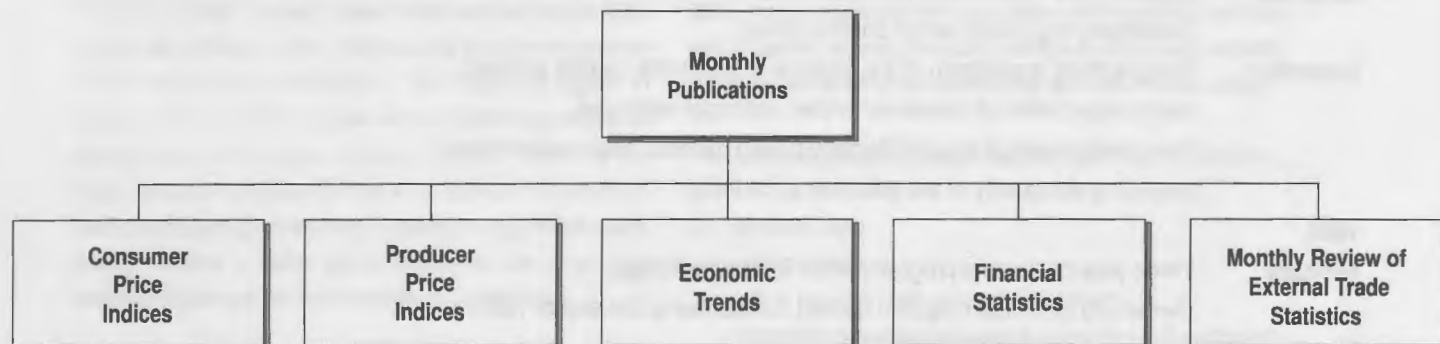 Monthly
Publications
Consumer
Price
Indices
Producer
Price
Indices
Economic
Trends
Financial
Statistics
Monthly Review of
External Trade
Statistics